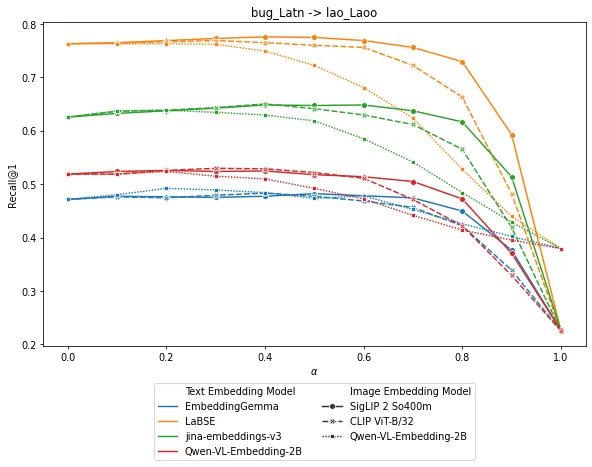 bug_Latn -> lao_Laoo
0.8
0.7
0.6
0.5
0.4
0.3
0.2
Recall@1
0.0
0.2
0.4
0.6
0.8
1.0
α
Text Embedding Model
EmbeddingGemma
LaBSE
jina-embeddings-v3
Qwen-VL-Embedding-2B
Image Embedding Model
SigLIP 2 So400m
CLIP ViT-B/32
Qwen-VL-Embedding-2B